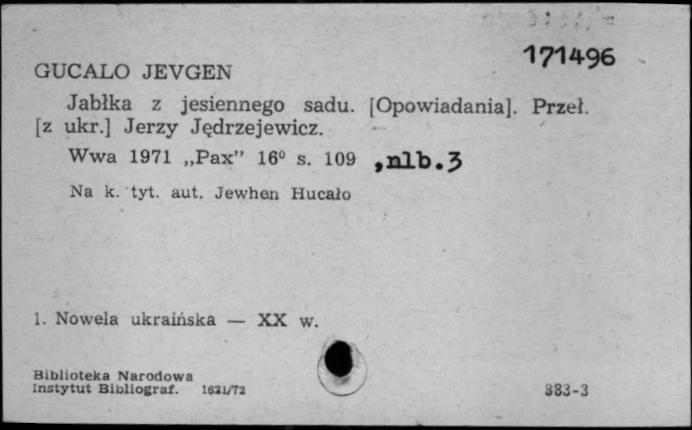 171496
GUCALO JEVGEN
Jabłka z jesiennego sadu. [Opowiadania]. Przeł.
[z ukr.] Jerzy Jędrzejewicz.
Wwa 1971 „Pax” 16⁰ s. 109 ,nlb.3
Na k. tyt. aut. Jewhen Hucało
1. Nowela ukraińska — XX w.
Biblioteka Narodowa
Instytut Bibliograf. 1621/72
883-3